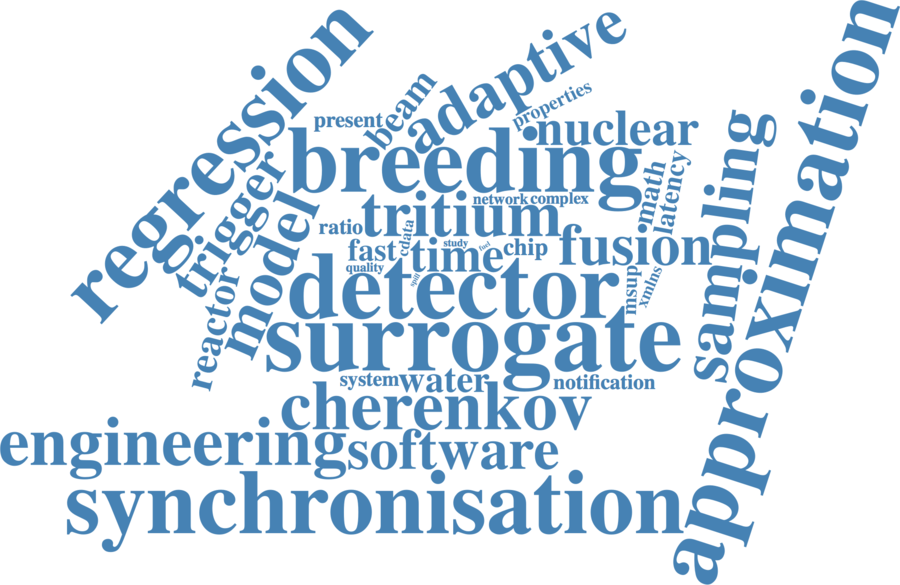 regression
adaptive
approximation
present
beam
properties
breeding
nuclear
trigger
model
math
latency
sampling
network
complex
ratio
tritium
cdata
study
fuel
fast
time
chip
fusion
quality
spill
reactor
detector
msup
xmlns
surrogate
system
water
notification
cherenkov
engineering
software
synchronisation